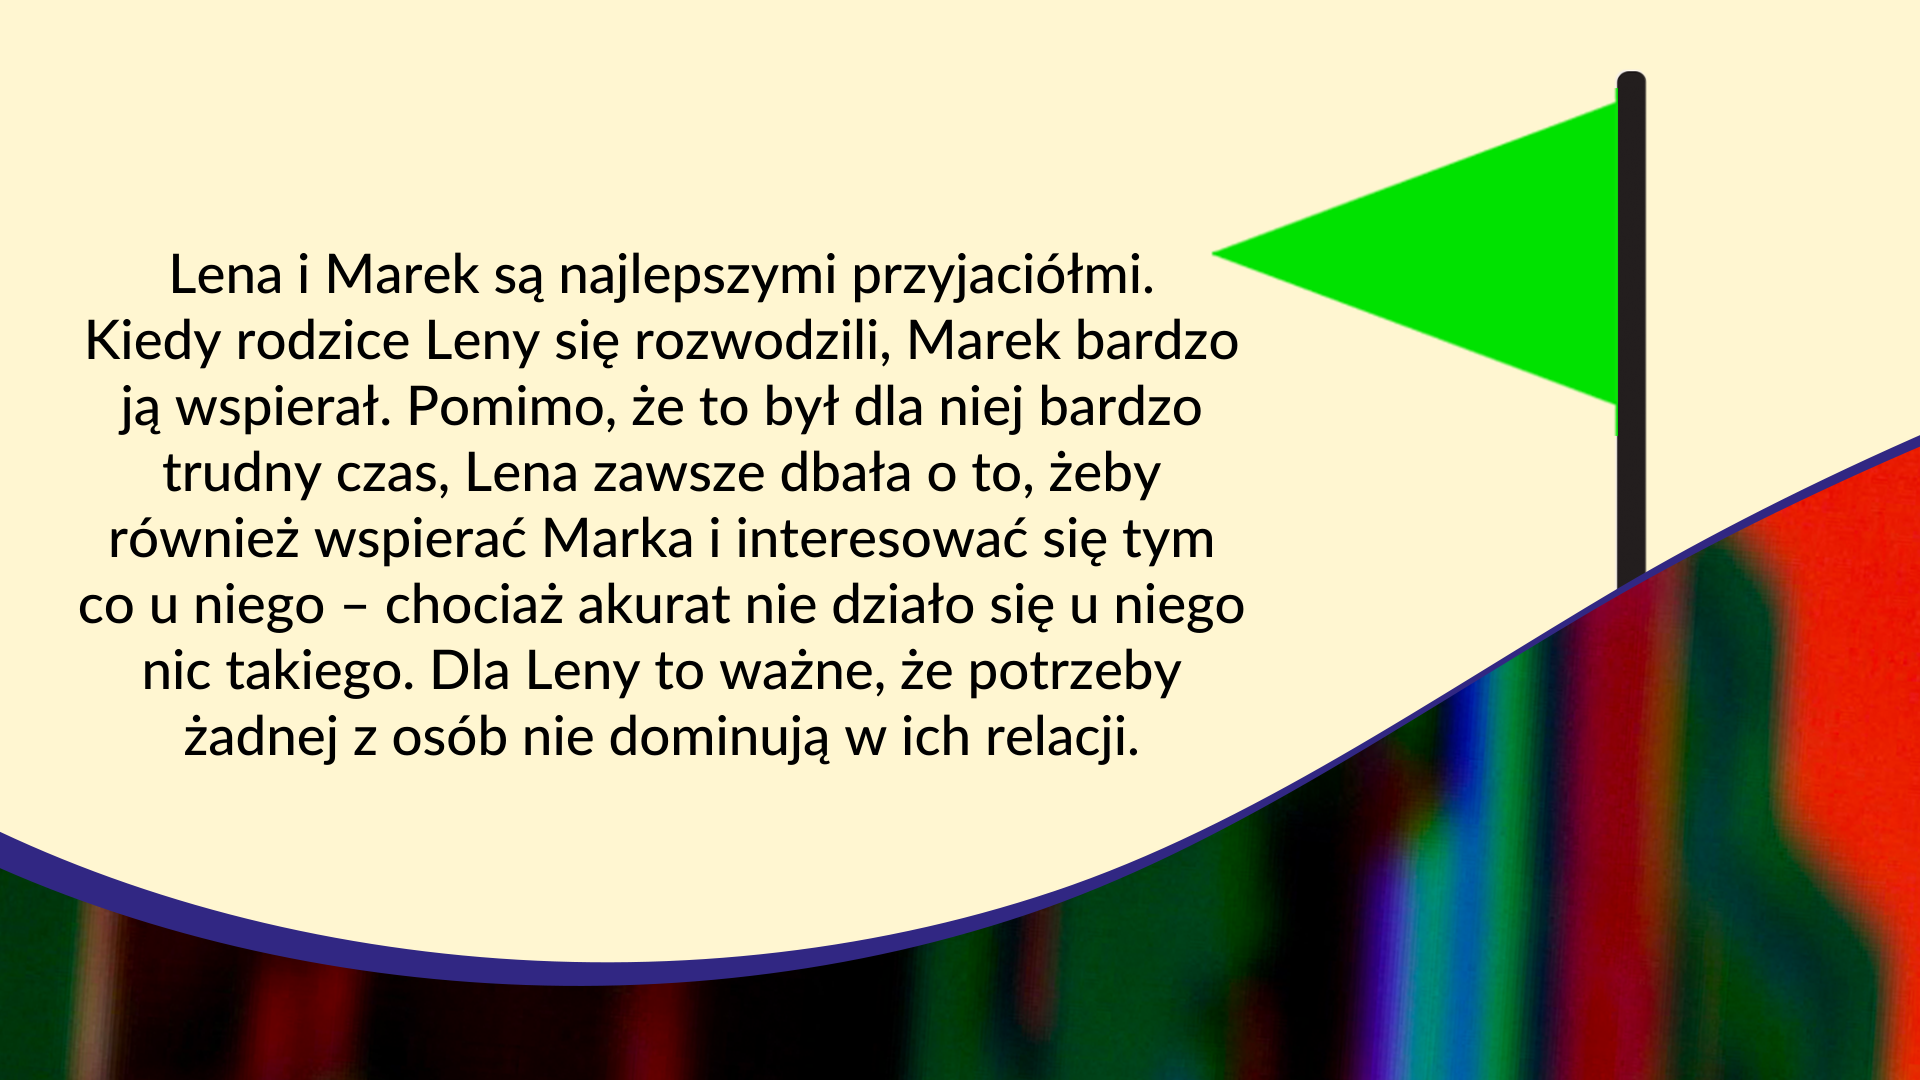 Lena i Marek są najlepszymi przyjaciółmi.
Kiedy rodzice Leny się rozwodzili, Marek bardzo
ją wspierał. Pomimo, że to był dla niej bardzo
trudny czas, Lena zawsze dbała o to, żeby
również wspierać Marka i interesować się tym
co u niego – chociaż akurat nie działo się u niego
nic takiego. Dla Leny to ważne, że potrzeby
żadnej z osób nie dominują w ich relacji.